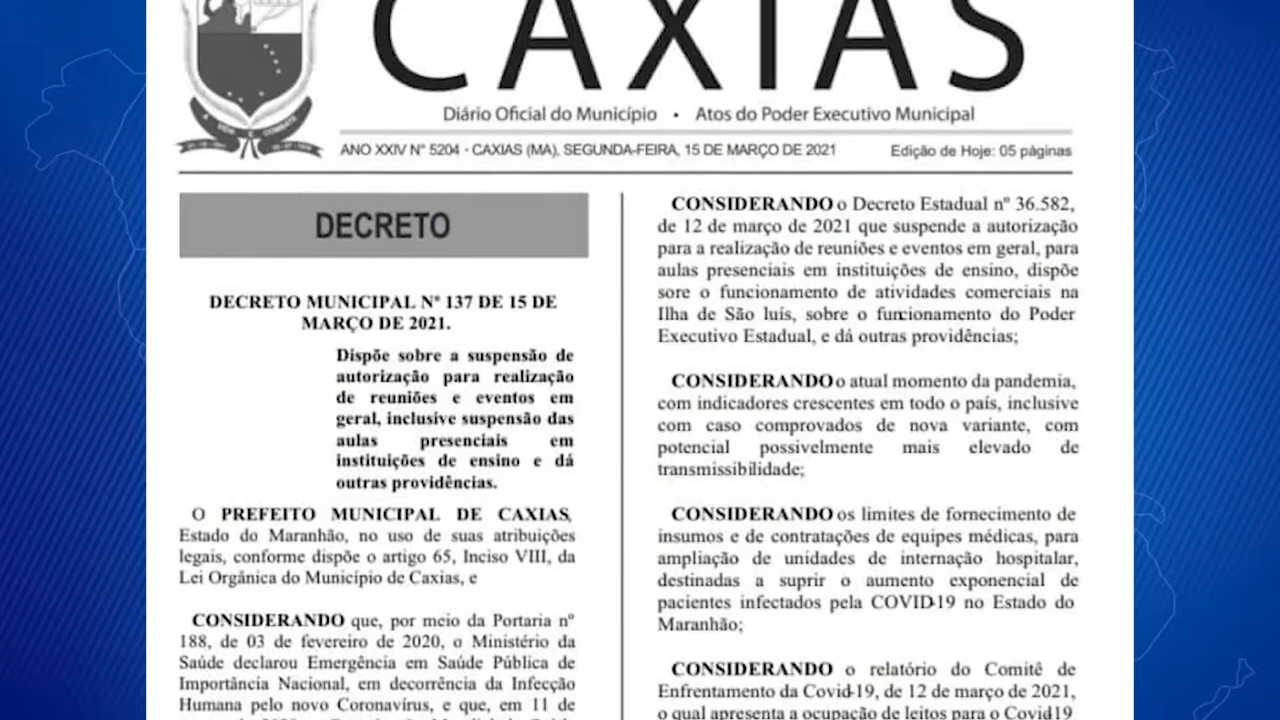 CAXIAS
Diário Oficial do Município • Atos do Poder Executivo Municipal
ANO XXIV N° 5204 - CAXIAS (MA), SEGUNDA-FEIRA, 15 DE MARÇO DE 2021
Edição de Hoje: 05 páginas
DECRETO
DECRETO MUNICIPAL Nº 137 DE 15 DE
MARÇO DE 2021.
Dispõe sobre a suspensão de
autorização para realização
de reuniões e eventos em
geral, inclusive suspensão das
aulas presenciais em
instituições de ensino e dá
outras providências.
O PREFEITO MUNICIPAL DE CAXIAS,
Estado do Maranhão, no uso de suas atribuições
legais, conforme dispõe o artigo 65, Inciso VIII, da
Lei Orgânica do Município de Caxias, e
CONSIDERANDO que, por meio da Portaria nº
188, de 03 de fevereiro de 2020, o Ministério da
Saúde declarou Emergência em Saúde Pública de
Importância Nacional, em decorrência da Infecção
Humana pelo novo Coronavírus, e que, em 11 de
CONSIDERANDO o Decreto Estadual nº 36.582,
de 12 de março de 2021 que suspende a autorização
para a realização de reuniões e eventos em geral, para
aulas presenciais em instituições de ensino, dispõe
sore o funcionamento de atividades comerciais na
Ilha de São luís, sobre o funcionamento do Poder
Executivo Estadual, e dá outras providências;
CONSIDERANDO o atual momento da pandemia,
com indicadores crescentes em todo o país, inclusive
com caso comprovados de nova variante, com
potencial possivelmente mais elevado de
transmissibilidade;
CONSIDERANDO os limites de fornecimento de
insumos e de contratações de equipes médicas, para
ampliação de unidades de internação hospitalar,
destinadas a suprir o aumento exponencial de
pacientes infectados pela COVID-19 no Estado do
Maranhão;
CONSIDERANDO o relatório do Comitê de
Enfrentamento da Covid-19, de 12 de março de 2021,
o qual apresenta a ocupação de leitos para o Covid19